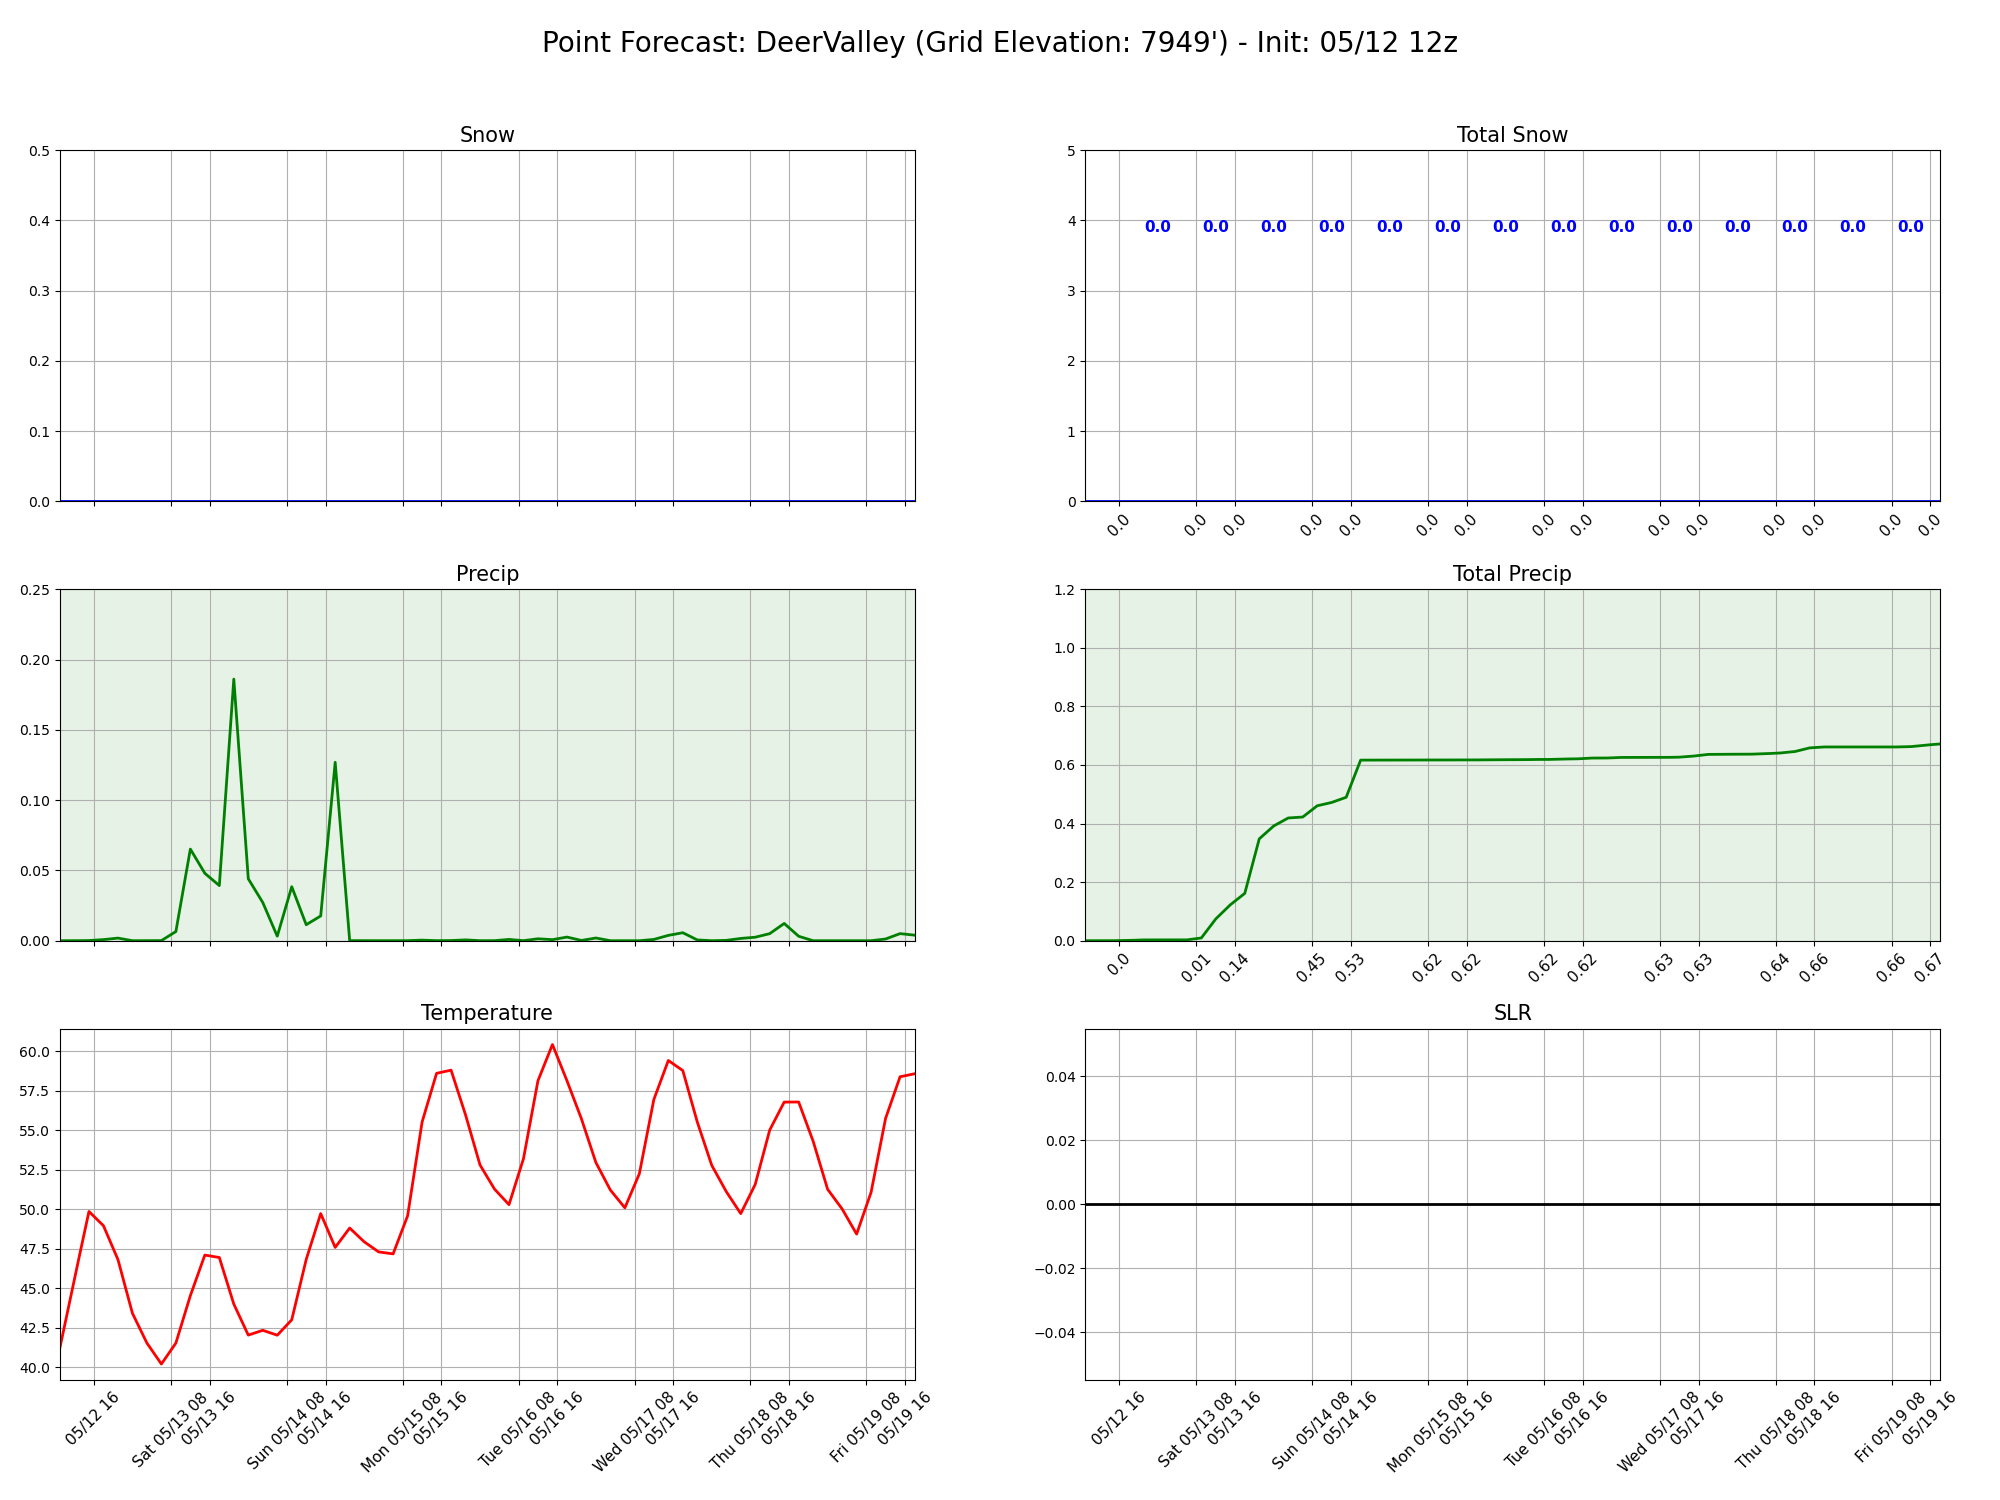 Point Forecast: DeerValley (Grid Elevation: 7949') - Init: 05/12 12z
Snow
0.5
0.4
0.3
0.2
0.1
0.0
Total Snow
5
4
3
2
1
0
0.0 0.0 0.0 0.0 0.0 0.0 0.0 0.0 0.0 0.0 0.0 0.0 0.0 0.0
0.0 0.0 0.0 0.0 0.0 0.0 0.0 0.0 0.0 0.0 0.0 0.0 0.0 0.0 0.0
Precip
0.25
0.20
0.15
0.10
0.05
0.00
Total Precip
1.2
1.0
0.8
0.6
0.4
0.2
0.0
0.0 0.01 0.14 0.45 0.53 0.62 0.62 0.62 0.62 0.63 0.63 0.64 0.66 0.66 0.67
Temperature
60.0
57.5
55.0
52.5
50.0
47.5
45.0
42.5
40.0
05/12 16
Sat 05/13 08
05/13 16
Sun 05/14 08
05/14 16
Mon 05/15 08
05/15 16
Tue 05/16 08
05/16 16
Wed 05/17 08
05/17 16
Thu 05/18 08
05/18 16
Fri 05/19 08
05/19 16
SLR
0.04
0.02
0.00
−0.02
−0.04
05/12 16
Sat 05/13 08
05/13 16
Sun 05/14 08
05/14 16
Mon 05/15 08
05/15 16
Tue 05/16 08
05/16 16
Wed 05/17 08
05/17 16
Thu 05/18 08
05/18 16
Fri 05/19 08
05/19 16